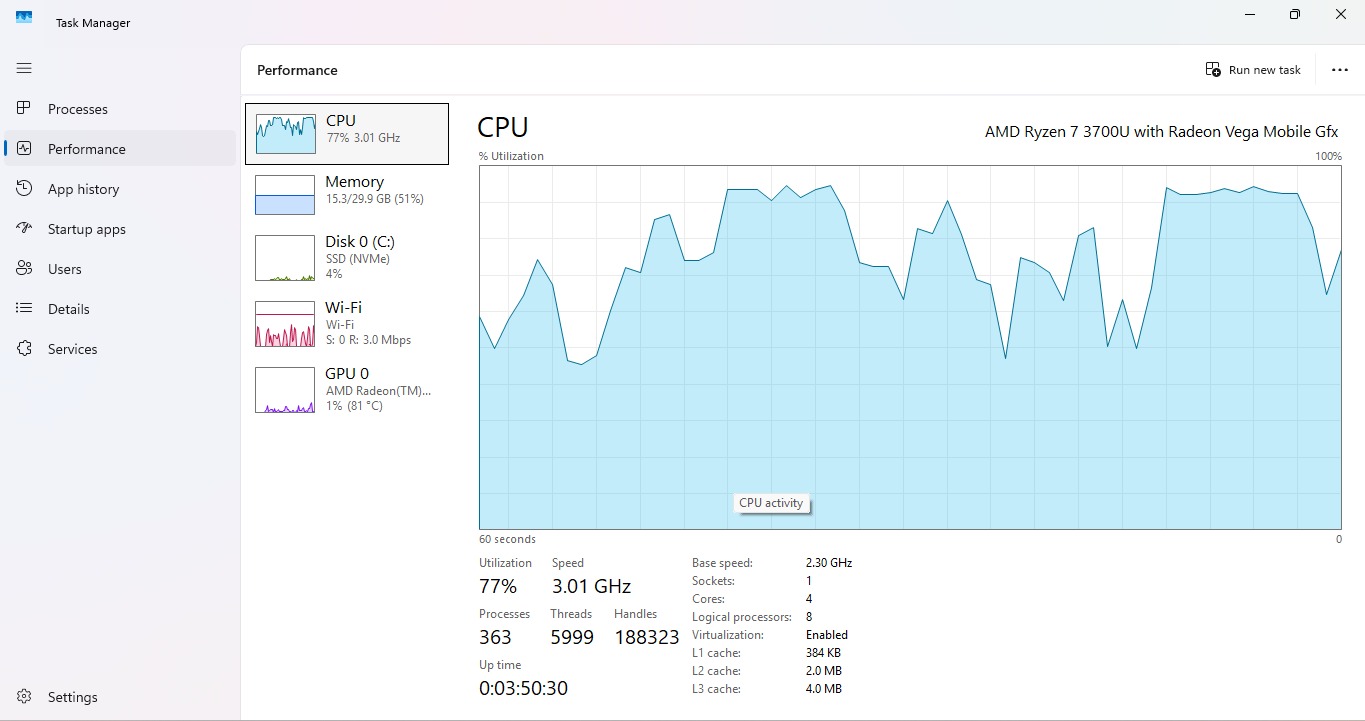 Task Manager
Performance
Run new task
Processes
Performance
App history
Startup apps
Users
Details
Services
Settings
CPU
77% 3.01 GHz
Memory
15.3/29.9 GB (51%)
Disk 0 (C:)
SSD (NVMe)
4%
Wi-Fi
Wi-Fi
S: 0 R: 3.0 Mbps
GPU 0
AMD Radeon(TM)...
1% (81 °C)
CPU
AMD Ryzen 7 3700U with Radeon Vega Mobile Gfx
% Utilization
100%
CPU activity
60 seconds
0
Utilization Speed
77% 3.01 GHz
Processes Threads Handles
363 5999 188323
Up time
0:03:50:30
Base speed: 2.30 GHz
Sockets: 1
Cores: 4
Logical processors: 8
Virtualization: Enabled
L1 cache: 384 KB
L2 cache: 2.0 MB
L3 cache: 4.0 MB